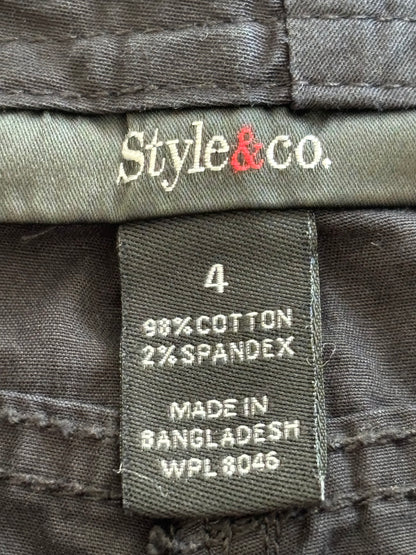 Style&co.
4
98%COTTON
2%SPANDEX
MADE IN
BANGLADESH
WPL 8046